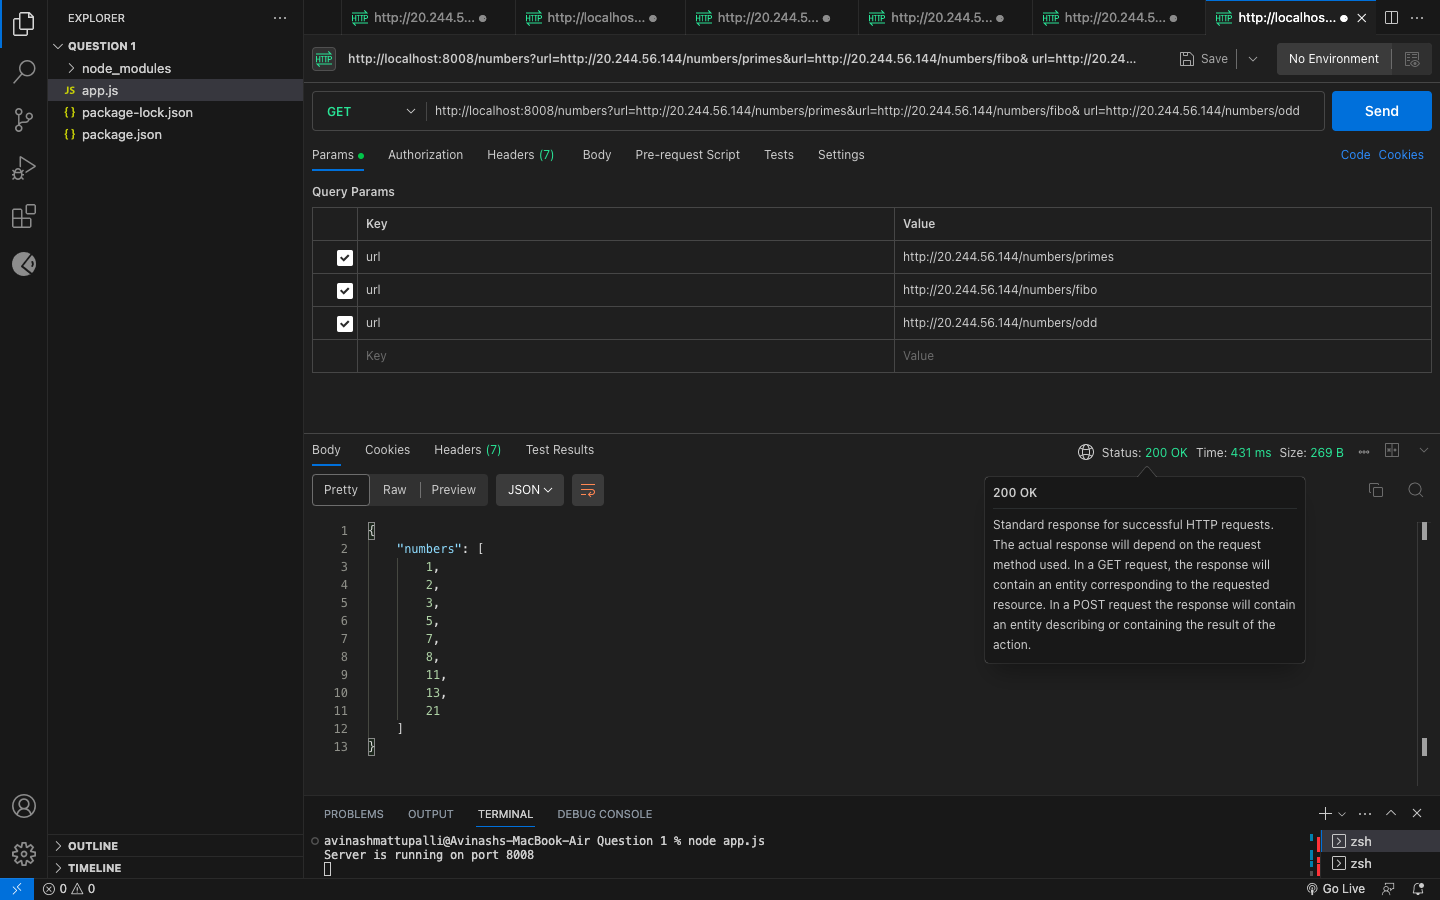 EXPLORER
QUESTION 1
node_modules
JS app.js
{} package-lock.json
{} package.json
OUTLINE
TIMELINE
HTTP http://20.244.5...
HTTP http://localhos...
HTTP http://20.244.5...
HTTP http://20.244.5...
HTTP http://20.244.5...
HTTP http://localhos...
HTTP http://localhost:8008/numbers?url=http://20.244.56.144/numbers/primes&url=http://20.244.56.144/numbers/fibo& url=http://20.24...
Save
No Environment
GET http://localhost:8008/numbers?url=http://20.244.56.144/numbers/primes&url=http://20.244.56.144/numbers/fibo& url=http://20.244.56.144/numbers/odd
Send
Params Authorization Headers (7) Body Pre-request Script Tests Settings Code Cookies
Query Params
Key Value
url http://20.244.56.144/numbers/primes
url http://20.244.56.144/numbers/fibo
url http://20.244.56.144/numbers/odd
Key Value
Body Cookies Headers (7) Test Results Status: 200 OK Time: 431 ms Size: 269 B
Pretty Raw Preview JSON
200 OK
Standard response for successful HTTP requests.
The actual response will depend on the request
method used. In a GET request, the response will
contain an entity corresponding to the requested
resource. In a POST request the response will contain
an entity describing or containing the result of the
action.
1 {
2 "numbers": [
3 1,
4 2,
5 3,
6 5,
7 7,
8 8,
9 11,
10 13,
11 21
12 ]
13 }
PROBLEMS OUTPUT TERMINAL DEBUG CONSOLE
avinashmattupalli@Avinashs-MacBook-Air Question 1 % node app.js
Server is running on port 8008
zsh
zsh
0 0 Go Live